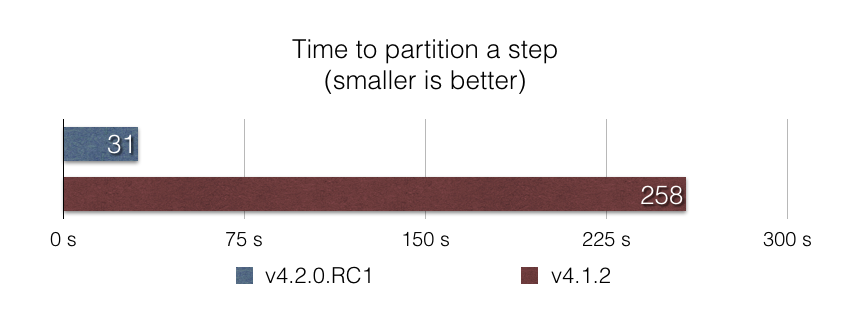 Time to partition a step
(smaller is better)
31
258
0 s 75 s 150 s 225 s 300 s
v4.2.0.RC1 v4.1.2